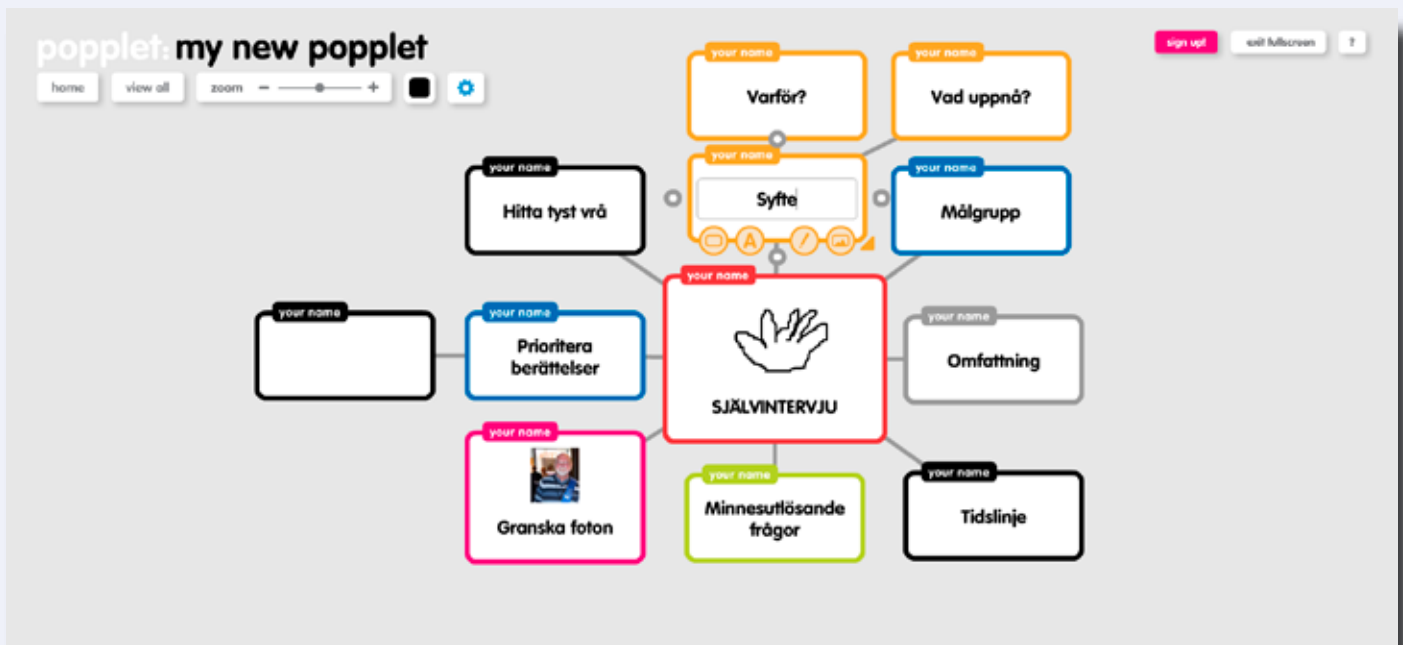 popplet: my new popplet
sign up!
exit fullscreen
?
home
view all
zoom
your name
Varför?
your name
Vad uppnå?
your name
Hitta tyst vrå
your name
Syfte
A
your name
Målgrupp
your name
your name
Prioritera
berättelser
your name
SJÄLVINTERVJU
your name
Omfattning
your name
Granska foton
your name
Minnesutlösande
frågor
your name
Tidslinje